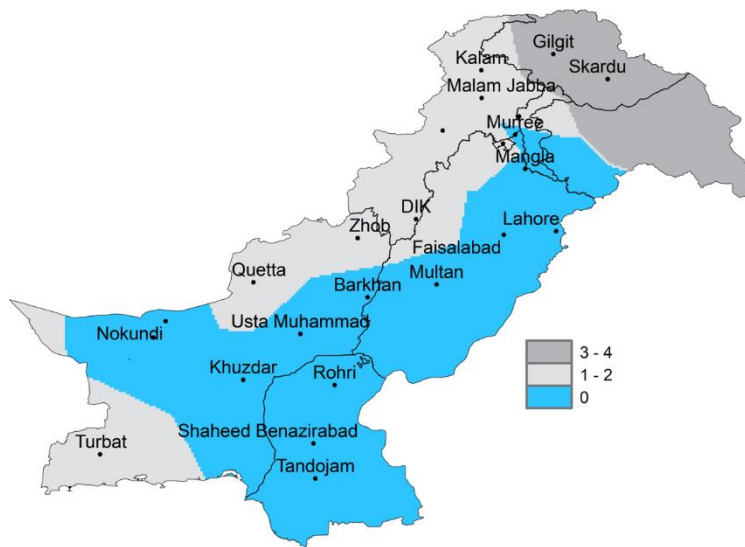 Gilgit
Kalam
Skardu
Malam Jabba
Murree
Mangla
DIK
Lahore
Zhob
Faisalabad
Quetta
Multan
Barkhan
Usta Muhammad
Nokundi
3 - 4
1 - 2
0
Khuzdar
Rohri
Shaheed Benazirabad
Turbat
Tandojam